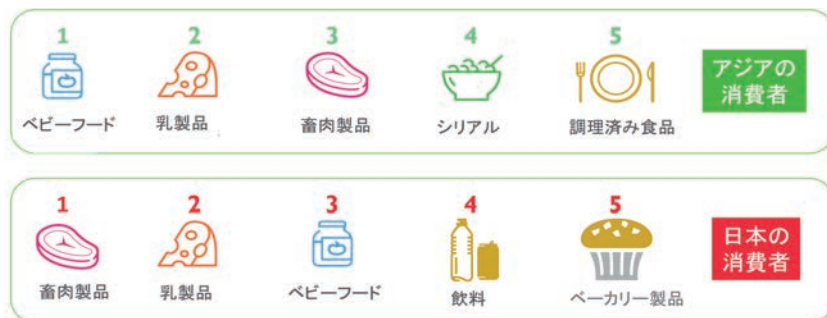 1 2 3 4 5
ベビーフード 乳製品 畜肉製品 シリアル 調理済み食品
アジアの
消費者
1 2 3 4 5
畜肉製品 乳製品 ベビーフード 飲料 ベーカリー製品
日本の
消費者